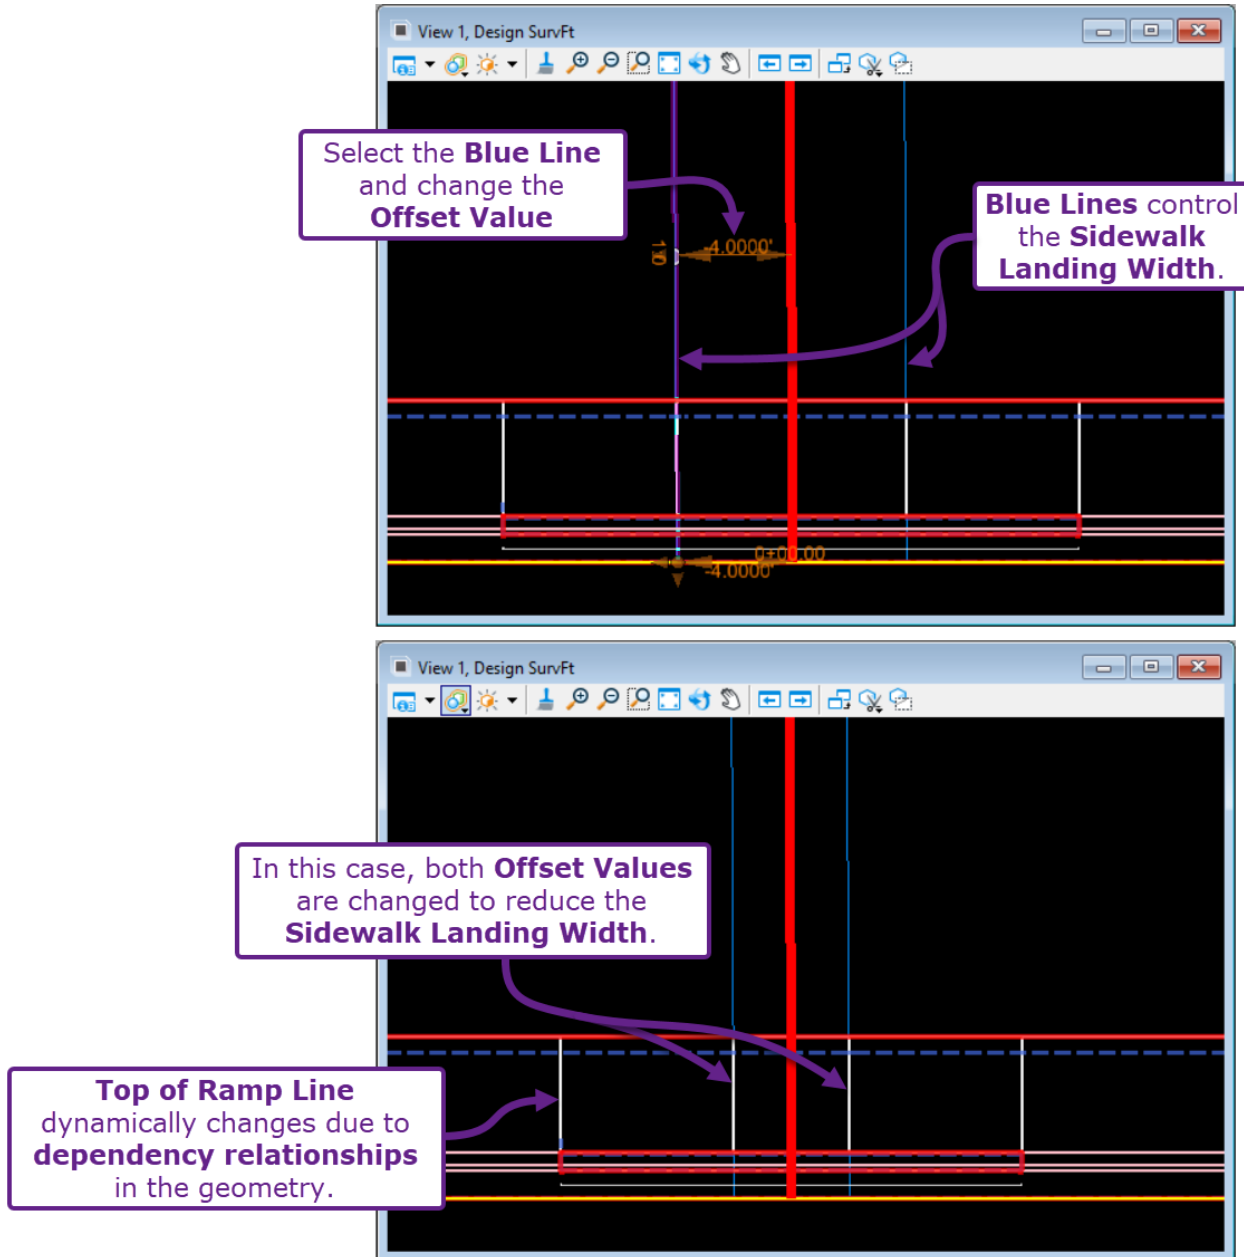 View 1, Design SurvFt
Select the Blue Line
and change the
Offset Value
Blue Lines control
the Sidewalk
Landing Width.
-4.0000'
0+00.00
-4.0000'
View 1, Design SurvFt
In this case, both Offset Values
are changed to reduce the
Sidewalk Landing Width.
Top of Ramp Line
dynamically changes due to
dependency relationships
in the geometry.